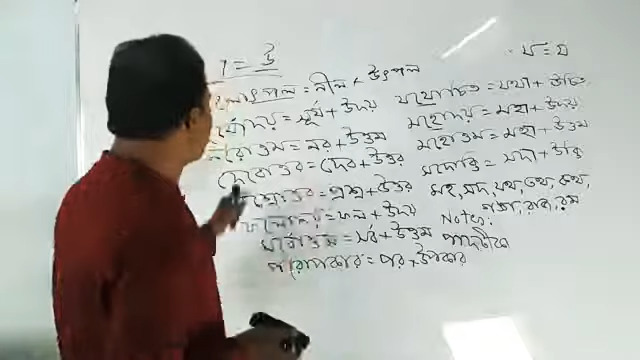 = উ
নীলোৎপল = নীল + উৎপল
সূর্যোদয় = সূর্য + উদয়
নরোত্তম = নর + উত্তম
দেবোত্তর = দেব + উত্তর
প্রশ্নোত্তর = প্রশ্ন + উত্তর
ফলোদয় = ফল + উদয়
সর্বোত্তম = সর্ব + উত্তম
পরোপকার = পর + উপকার
যথোচিত = যথা + উচিত
মহোদয় = মহা + উদয়
মহোত্তম = মহা + উত্তম
সদোক্তি = সদা + উক্তি
Note:
পাদটীকা